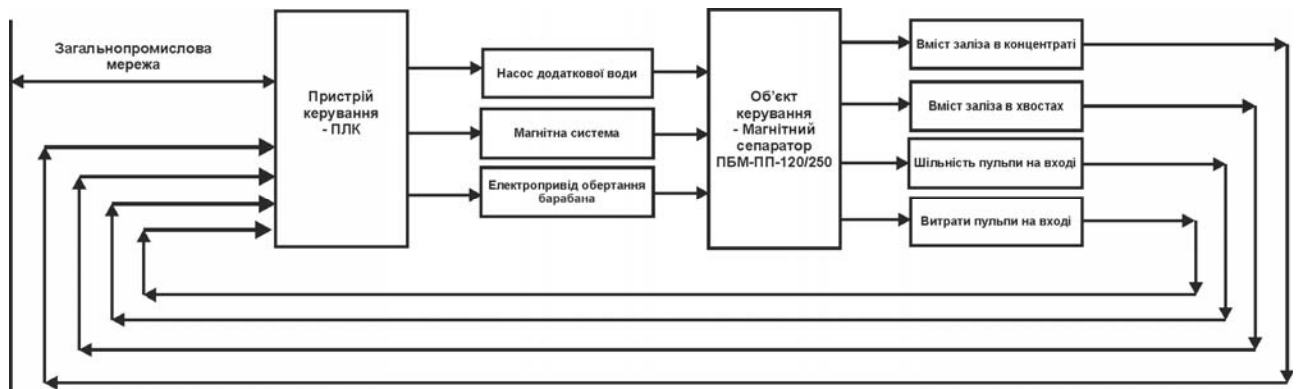 Загальнопромислова
мережа
Пристрій
керування
- ПЛК
Насос додаткової води
Магнітна система
Електропривід обертання
барабана
Об’єкт
керування
- Магнітний
сепаратор
ПБМ-ПП-120/250
Вміст заліза в концентраті
Вміст заліза в хвостах
Шільність пульпи на вході
Витрати пульпи на вході